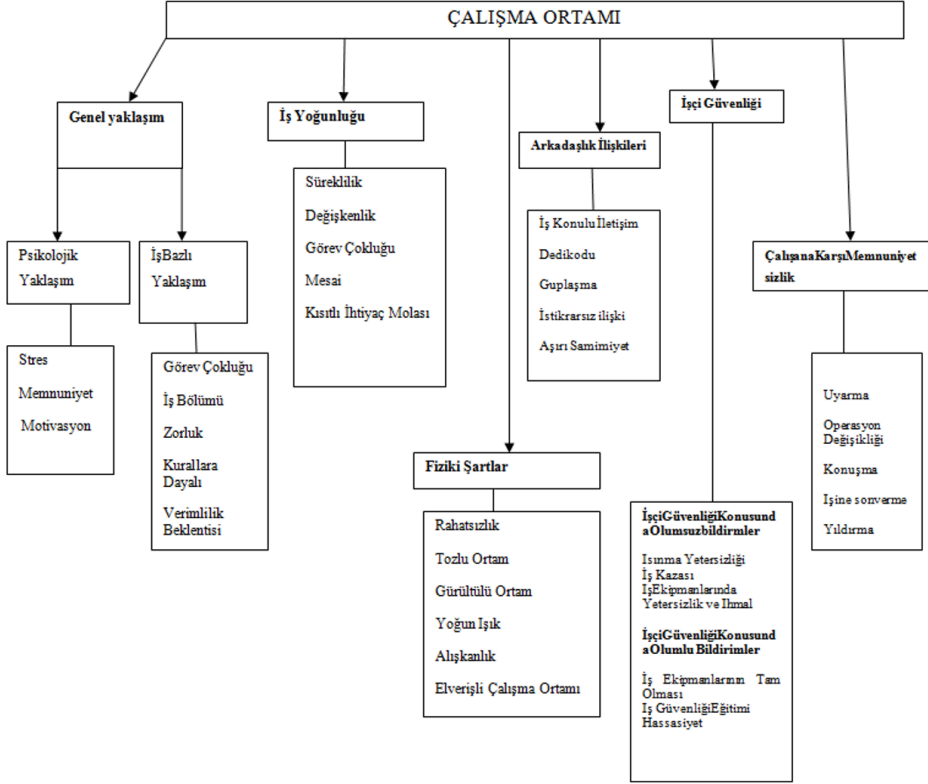 ÇALIŞMA ORTAMI
Genel yaklaşım
Psikolojik
Yaklaşım
Stres
Memnuniyet
Motivasyon
İşBazlı
Yaklaşım
Görev Çokluğu
İş Bölümü
Zorluk
Kurallara
Dayalı
Verimlilik
Beklentisi
İş Yoğunluğu
Süreklilik
Değişkenlik
Görev Çokluğu
Mesai
Kısıtlı İhtiyaç Molası
Fiziki Şartlar
Rahatsızlık
Tozlu Ortam
Gürültülü Ortam
Yoğun Işık
Alışkanlık
Elverişli Çalışma Ortamı
Arkadaşlık İlişkileri
İş Konulu İletişim
Dedikodu
Guplaşma
İstikrarsız ilişki
Aşırı Samimiyet
İşçi Güvenliği
İşçiGüvenliğiKonusund
aOlumsuzbildirmler
Isınma Yetersizliği
İş Kazası
IşEkipmanlarında
Yetersizlik ve Ihmal
İşçiGüvenliğiKonusund
aOlumlu Bildirimler
İş Ekipmanlarının Tam
Olması
Iş GüvenliğiEğitimi
Hassasiyet
ÇalışanaKarşıMemnuniyet
sizlik
Uyarma
Operasyon
Değişikliği
Konuşma
Işine sonverme
Yıldırma